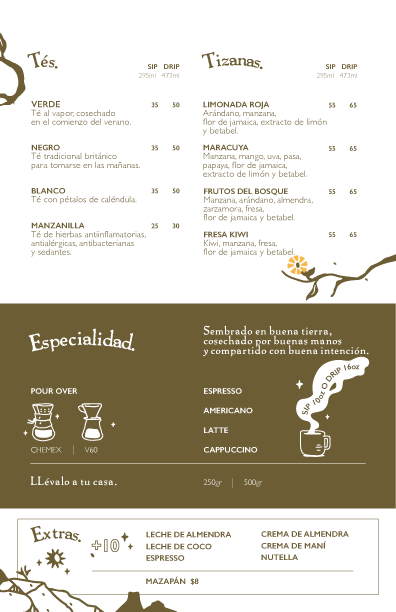 Tés.
SIP DRIP
295ml 473ml
VERDE 35 50
Té al vapor, cosechado
en el comienzo del verano.
NEGRO 35 50
Té tradicional británico
para tomarse en las mañanas.
BLANCO 35 50
Té con pétalos de caléndula.
MANZANILLA 25 30
Té de hierbas antiinflamatorias,
antialérgicas, antibacterianas
y sedantes.
Tizanas.
SIP DRIP
295ml 473ml
LIMONADA ROJA 55 65
Arándano, manzana,
flor de jamaica, extracto de limón
y betabel.
MARACUYA 55 65
Manzana, mango, uva, pasa,
papaya, flor de jamaica,
extracto de limón y betabel.
FRUTOS DEL BOSQUE 55 65
Manzana, arándano, almendra,
zarzamora, fresa,
flor de jamaica y betabel.
FRESA KIWI 55 65
Kiwi, manzana, fresa,
flor de jamaica y betabel.
Especialidad.
Sembrado en buena tierra,
cosechado por buenas manos
y compartido con buena intención.
POUR OVER
CHEMEX | V60
ESPRESSO
AMERICANO
LATTE
CAPPUCCINO
SIP 10oz O DRIP 16oz
LLévalo a tu casa.
250gr | 500gr
Extras.
+10
LECHE DE ALMENDRA
LECHE DE COCO
ESPRESSO
CREMA DE ALMENDRA
CREMA DE MANÍ
NUTELLA
MAZAPÁN $8